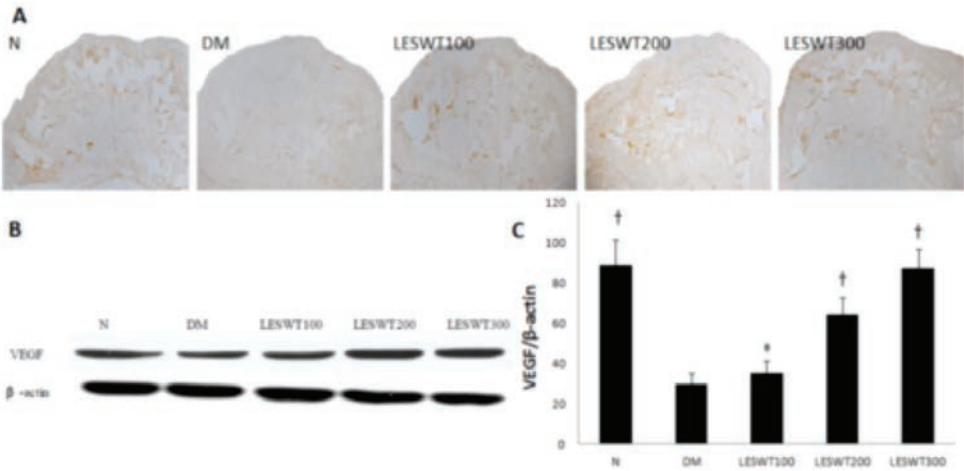 A
N DM LESWT100 LESWT200 LESWT300
B
N DM LESWT100 LESWT200 LESWT300
VEGF
β -actin
C
VEGF/β-actin
120
100
80
60
40
20
0
† * † †
N DM LESWT100 LESWT200 LESWT300